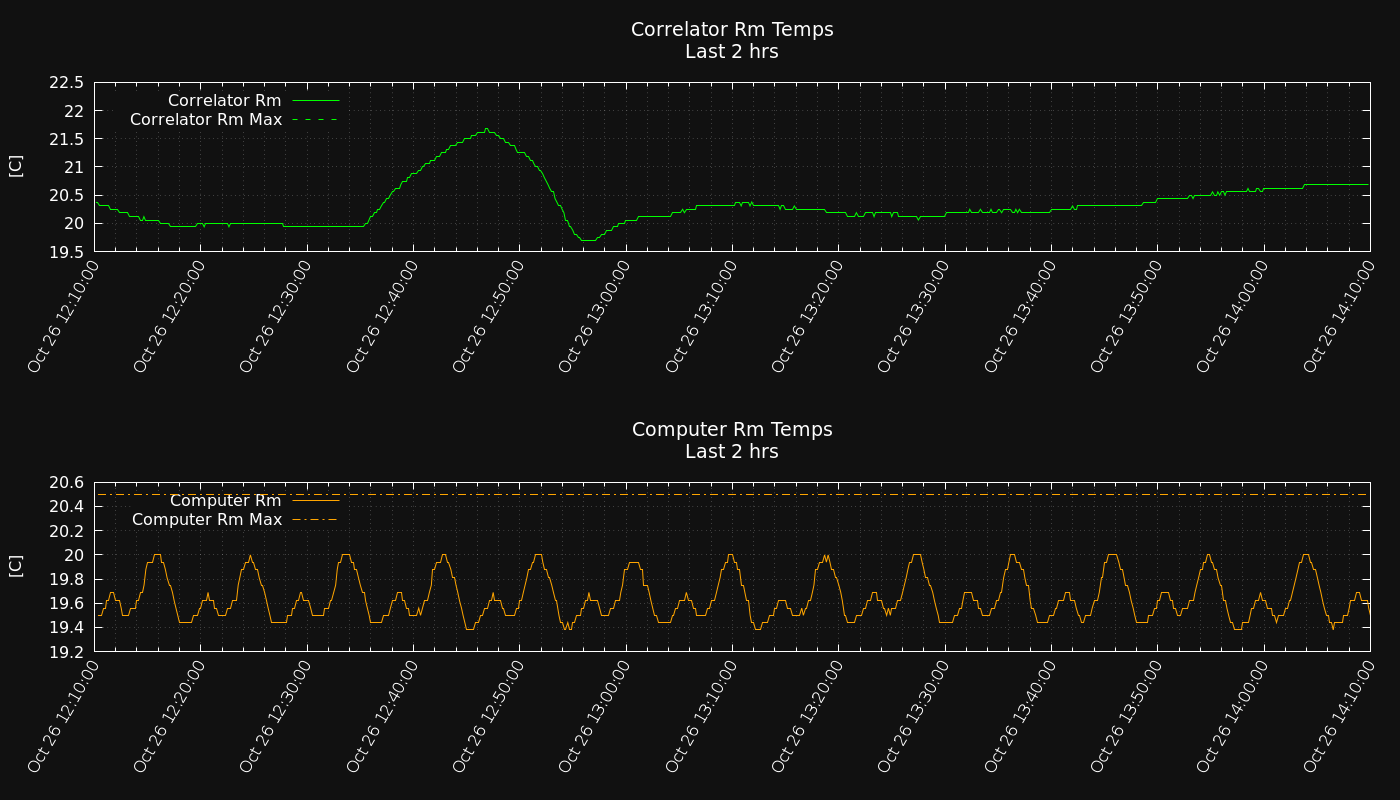 Correlator Rm Temps
Last 2 hrs
[C]
22.5
22
21.5
21
20.5
20
19.5
Correlator Rm
Correlator Rm Max
Oct 26 12:10:00
Oct 26 12:20:00
Oct 26 12:30:00
Oct 26 12:40:00
Oct 26 12:50:00
Oct 26 13:00:00
Oct 26 13:10:00
Oct 26 13:20:00
Oct 26 13:30:00
Oct 26 13:40:00
Oct 26 13:50:00
Oct 26 14:00:00
Oct 26 14:10:00
Computer Rm Temps
Last 2 hrs
[C]
20.6
20.4
20.2
20
19.8
19.6
19.4
19.2
Computer Rm
Computer Rm Max
Oct 26 12:10:00
Oct 26 12:20:00
Oct 26 12:30:00
Oct 26 12:40:00
Oct 26 12:50:00
Oct 26 13:00:00
Oct 26 13:10:00
Oct 26 13:20:00
Oct 26 13:30:00
Oct 26 13:40:00
Oct 26 13:50:00
Oct 26 14:00:00
Oct 26 14:10:00